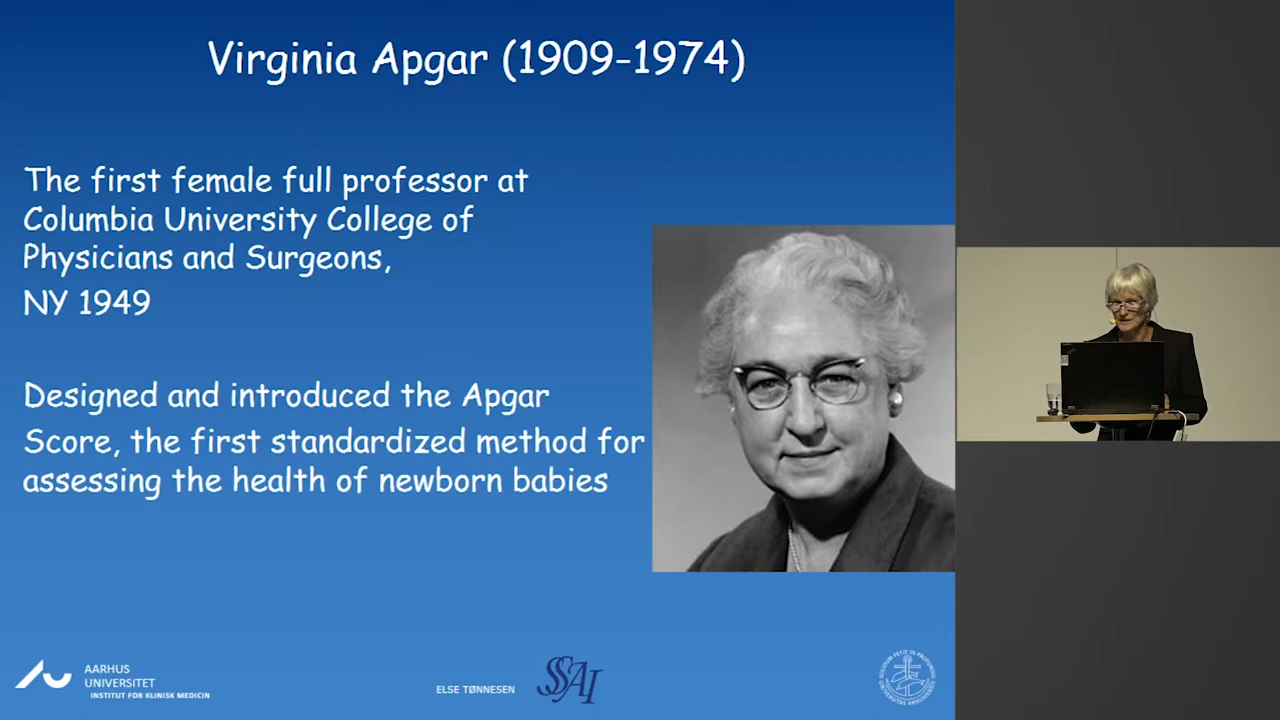 Virginia Apgar (1909-1974)
The first female full professor at
Columbia University College of
Physicians and Surgeons,
NY 1949
Designed and introduced the Apgar
Score, the first standardized method for
assessing the health of newborn babies
AARHUS
UNIVERSITET
INSTITUT FOR KLINISK MEDICIN
ELSE TØNNESEN
SSAI